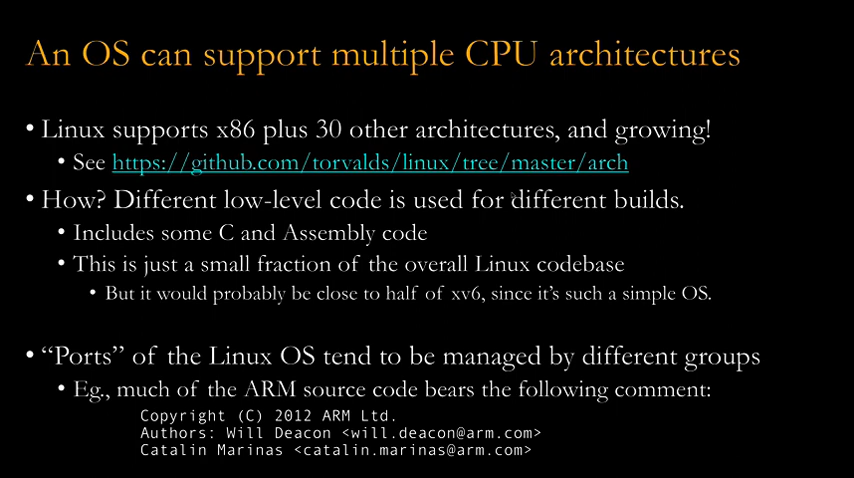 An OS can support multiple CPU architectures
• Linux supports x86 plus 30 other architectures, and growing!
• See https://github.com/torvalds/linux/tree/master/arch
• How? Different low-level code is used for different builds.
• Includes some C and Assembly code
• This is just a small fraction of the overall Linux codebase
• But it would probably be close to half of xv6, since it's such a simple OS.
• “Ports” of the Linux OS tend to be managed by different groups
• Eg., much of the ARM source code bears the following comment:
Copyright (C) 2012 ARM Ltd.
Authors: Will Deacon <will.deacon@arm.com>
Catalin Marinas <catalin.marinas@arm.com>